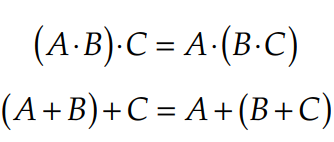 (A·B)·C = A·(B·C)
(A+B)+C = A+(B+C)